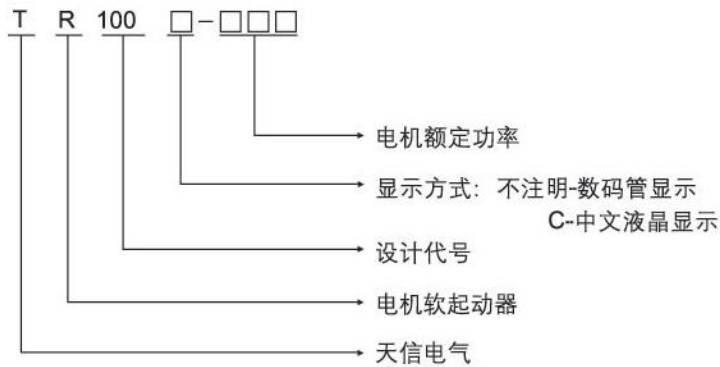 T R 100 □-□□□
电机额定功率
显示方式: 不注明-数码管显示
C-中文液晶显示
设计代号
电机软起动器
天信电气